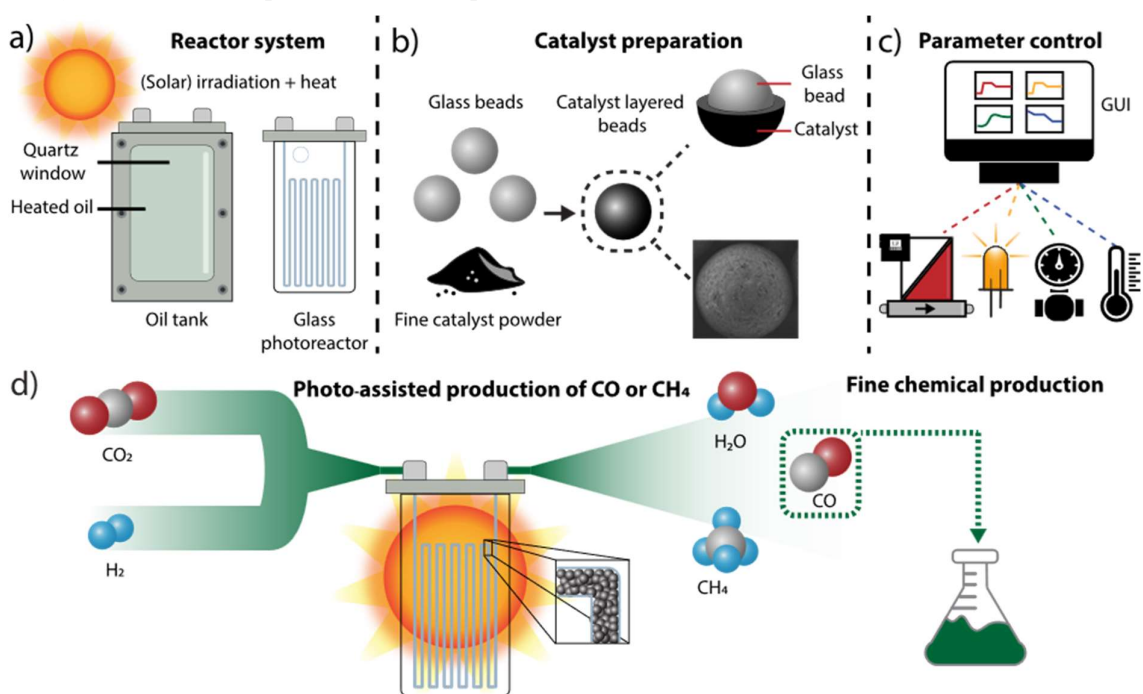 a)
Reactor system
(Solar) irradiation + heat
Quartz
window
Heated oil
Oil tank
Glass
photoreactor
b)
Catalyst preparation
Glass beads
Catalyst layered
beads
Glass
bead
Catalyst
Fine catalyst powder
c)
Parameter control
GUI
d)
Photo-assisted production of CO or CH₄
Fine chemical production
CO₂
H₂
H₂O
CH₄
CO